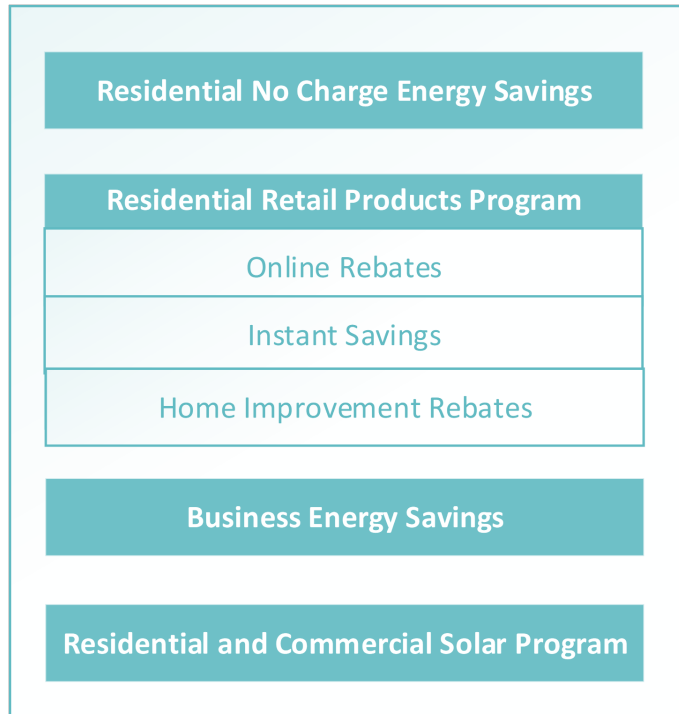 Residential No Charge Energy Savings
Residential Retail Products Program
Online Rebates
Instant Savings
Home Improvement Rebates
Business Energy Savings
Residential and Commercial Solar Program